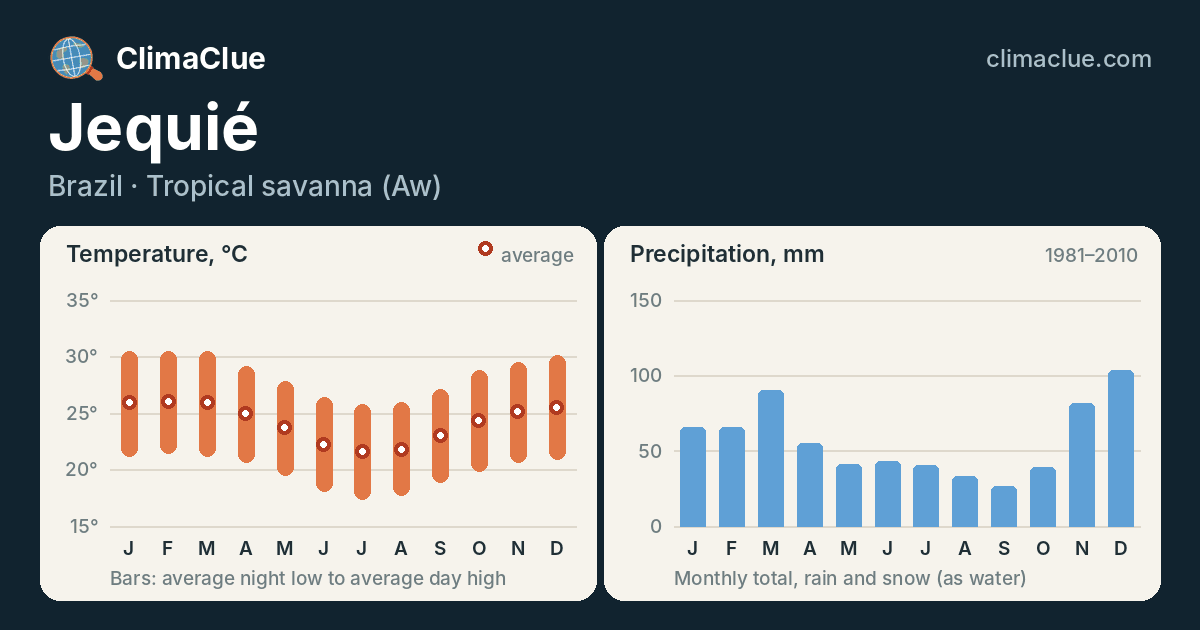 ClimaClue
climaclue.com
Jequié
Brazil · Tropical savanna (Aw)
Temperature, °C
average
35°
30°
25°
20°
15°
J F M A M J J A S O N D
Bars: average night low to average day high
Precipitation, mm
1981–2010
150
100
50
0
J F M A M J J A S O N D
Monthly total, rain and snow (as water)